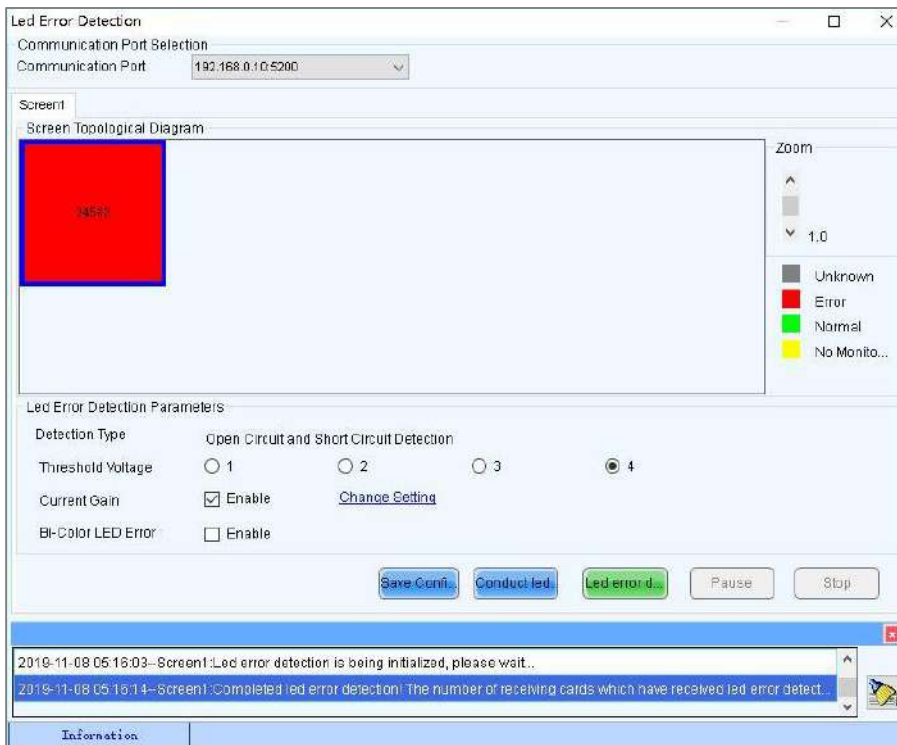 Led Error Detection
Communication Port Selection
Communication Port 192.168.0.10:5200
Screen1
Screen Topological Diagram
Zoom
1.0
Unknown
Error
Normal
No Monito...
Led Error Detection Parameters
Detection Type Open Circuit and Short Circuit Detection
Threshold Voltage 1 2 3 4
Current Gain Enable Change Setting
Bi-Color LED Error Enable
Save Confi... Conduct led... Led error d... Pause Stop
2019-11-08 05:16:03--Screen1:Led error detection is being initialized, please wait...
2019-11-08 05:16:14--Screen1:Completed led error detection! The number of receiving cards which have received led error detect...
Information